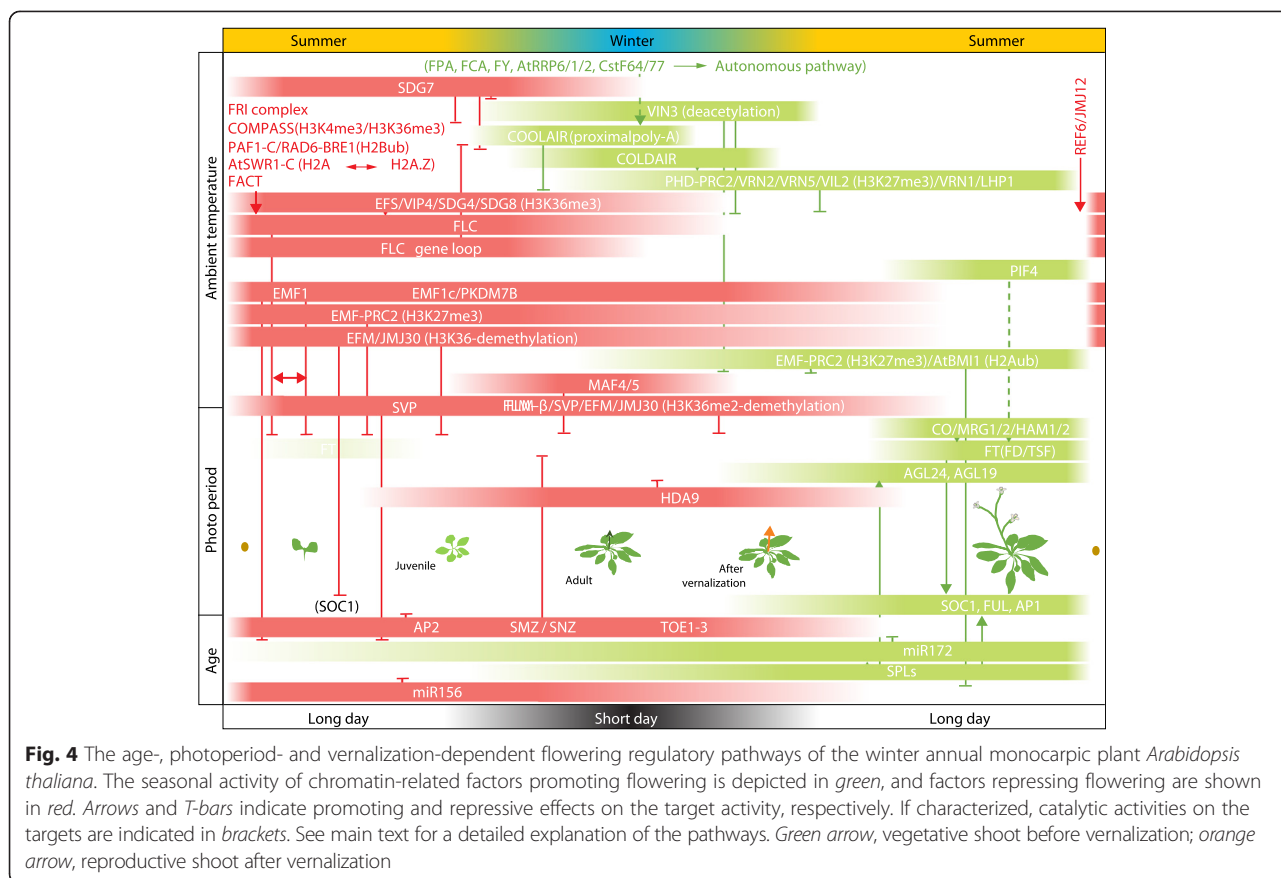 Summer Winter Summer
(FPA, FCA, FY, AtRRP6/1/2, CstF64/77 → Autonomous pathway)
SDG7
FRI complex
VIN3 (deacetylation)
COMPASS(H3K4me3/H3K36me3)
COOLAIR (proximalpoly-A)
PAF1-C/RAD6-BRE1(H2Bub)
COLDAIR
AtSWR1-C (H2A ↔ H2A.Z)
PHD-PRC2/VRN2/VRN5/VIL2 (H3K27me3)/VRN1/LHP1
FACT
REF6/JMJ12
EFS/VIP4/SDG4/SDG8 (H3K36me3)
FLC
FLC gene loop
PIF4
EMF1 EMF1c/PKDM7B
EMF-PRC2 (H3K27me3)
EFM/JMJ30 (H3K36-demethylation)
EMF-PRC2 (H3K27me3)/AtBMI1 (H2Aub)
MAF4/5
SVP β/SVP/EFM/JMJ30 (H3K36me2-demethylation)
CO/MRG1/2/HAM1/2
FT FT(FD/TSF)
AGL24, AGL19
HDA9
Juvenile
Adult
After
vernalization
(SOC1) SOC1, FUL, AP1
AP2 SMZ / SNZ TOE1-3
miR172
SPLs
miR156
Ambient temperature
Photo period
Age
Long day Short day Long day
Fig. 4 The age-, photoperiod- and vernalization-dependent flowering regulatory pathways of the winter annual monocarpic plant Arabidopsis
thaliana. The seasonal activity of chromatin-related factors promoting flowering is depicted in green, and factors repressing flowering are shown
in red. Arrows and T-bars indicate promoting and repressive effects on the target activity, respectively. If characterized, catalytic activities on the
targets are indicated in brackets. See main text for a detailed explanation of the pathways. Green arrow, vegetative shoot before vernalization; orange
arrow, reproductive shoot after vernalization